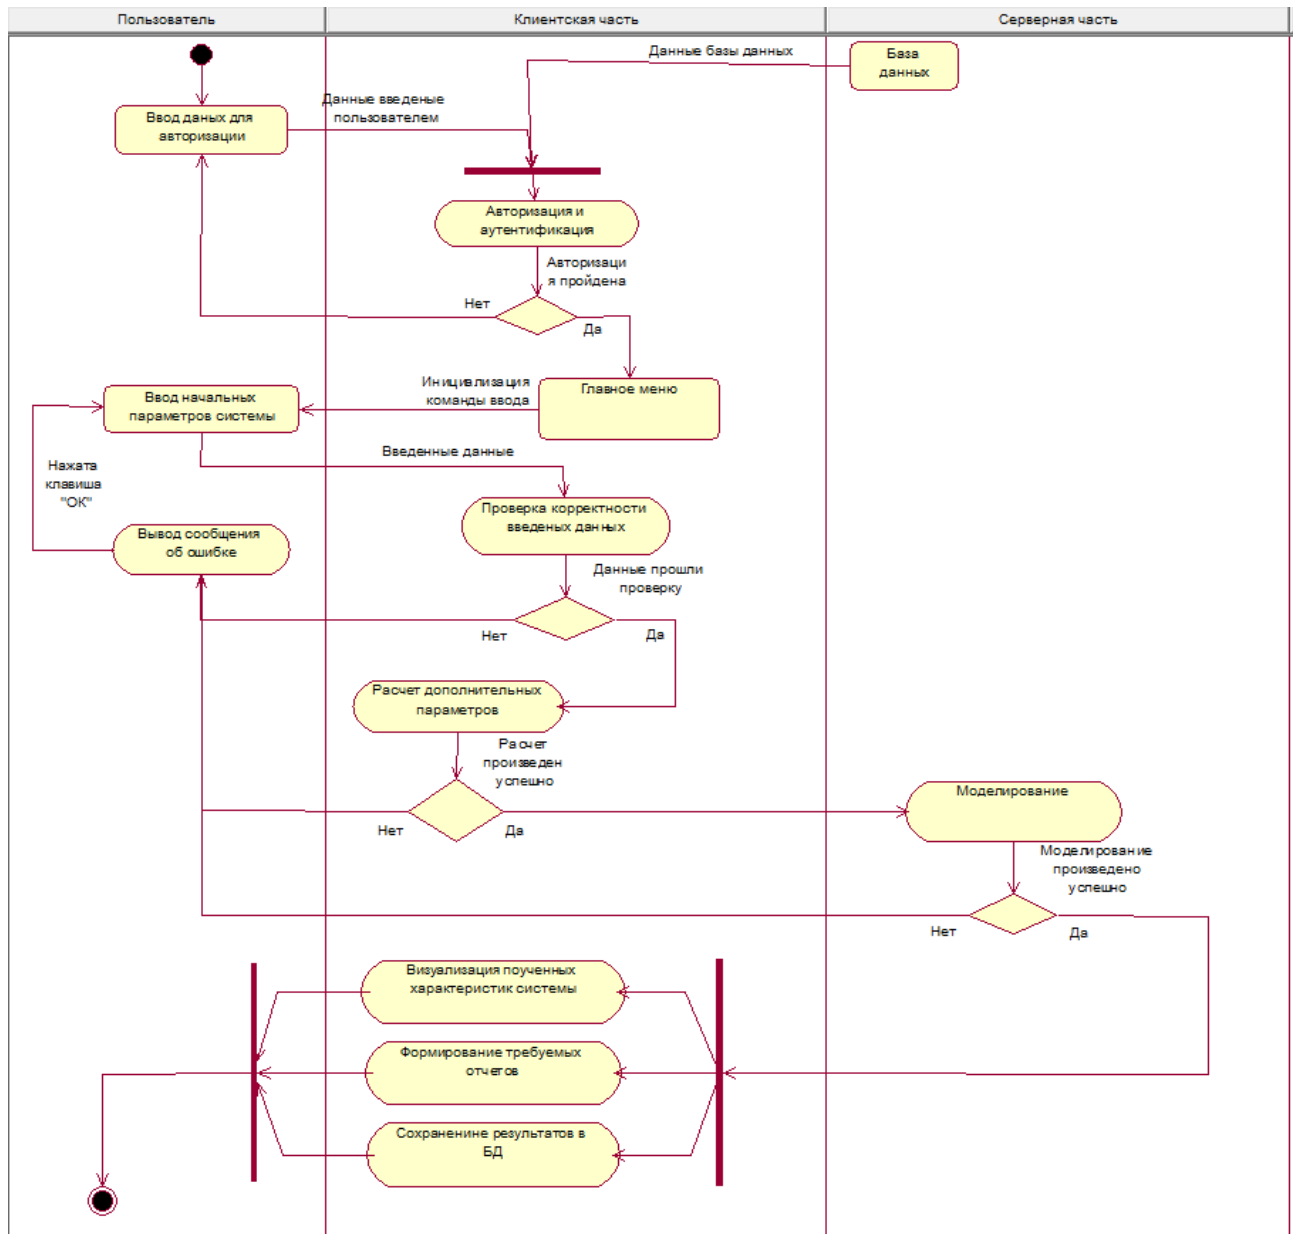 Пользователь
Клиентская часть
Серверная часть
Данные базы данных
База
данных
Ввод даных для
авторизации
Данные введеные
пользователем
Авторизация и
аутентификация
Авторизаци
я пройдена
Нет
Да
Ввод начальных
параметров системы
Инициализация
команды ввода
Главное меню
Введенные данные
Нажата
клавиша
"ОК"
Проверка корректности
введеных данных
Вывод сообщения
об ошибке
Данные прошли
проверку
Нет
Да
Расчет дополнительных
параметров
Расчет
произведен
успешно
Нет
Да
Моделирование
Моделирование
произведено
успешно
Нет
Да
Визуализация поученных
характеристик системы
Формирование требуемых
отчетов
Сохраненине результатов в
БД